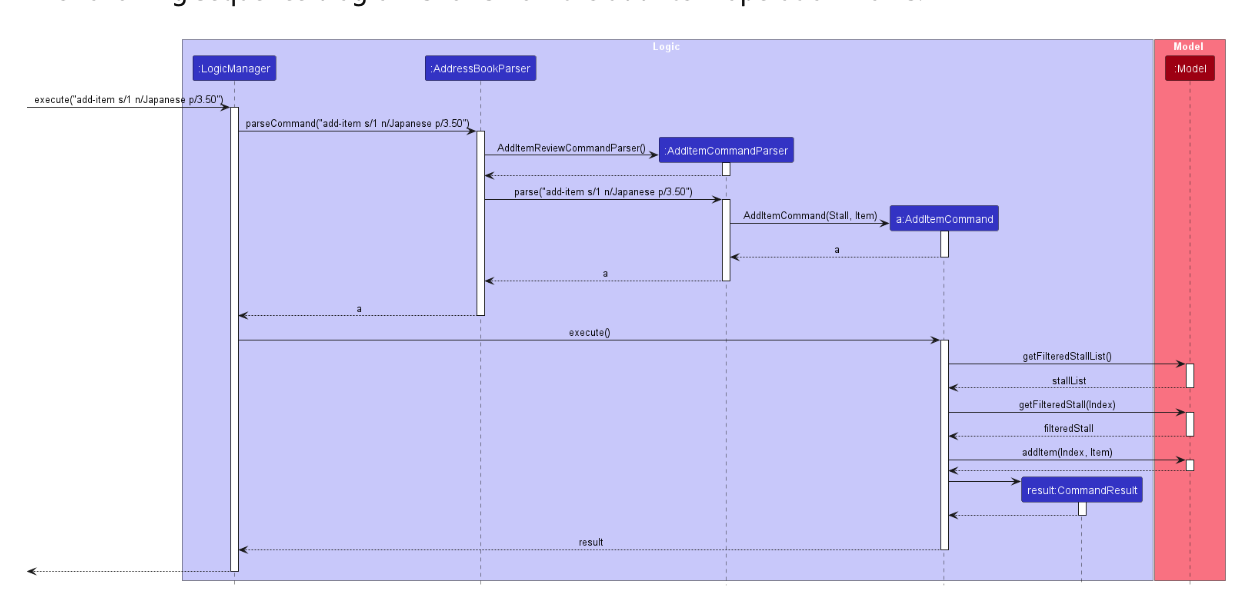 Logic
Model
:LogicManager
:AddressBookParser
:Model
execute("add-item s/1 n/Japanese p/3.50")
parseCommand("add-item s/1 n/Japanese p/3.50")
AddItemReviewCommandParser()
:AddItemCommandParser
parse("add-item s/1 n/Japanese p/3.50")
AddItemCommand(Stall, Item)
a:AddItemCommand
a
a
a
execute()
getFilteredStallList()
stallList
getFilteredStall(Index)
filteredStall
addItem(Index, Item)
result:CommandResult
result